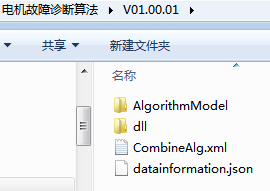 电机故障诊断算法 ▸ V01.00.01 ▸
共享 ▼ 新建文件夹
名称
AlgorithmModel
dll
CombineAlg.xml
datainformation.json